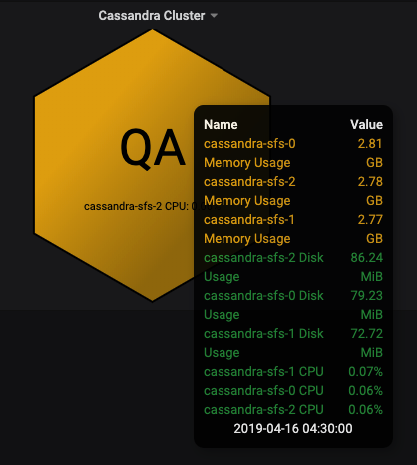 Cassandra Cluster
QA
cassandra-sfs-2 CPU: 0
Name Value
cassandra-sfs-0 2.81
Memory Usage GB
cassandra-sfs-2 2.78
Memory Usage GB
cassandra-sfs-1 2.77
Memory Usage GB
cassandra-sfs-2 Disk 86.24
Usage MiB
cassandra-sfs-0 Disk 79.23
Usage MiB
cassandra-sfs-1 Disk 72.72
Usage MiB
cassandra-sfs-1 CPU 0.07%
cassandra-sfs-0 CPU 0.06%
cassandra-sfs-2 CPU 0.06%
2019-04-16 04:30:00